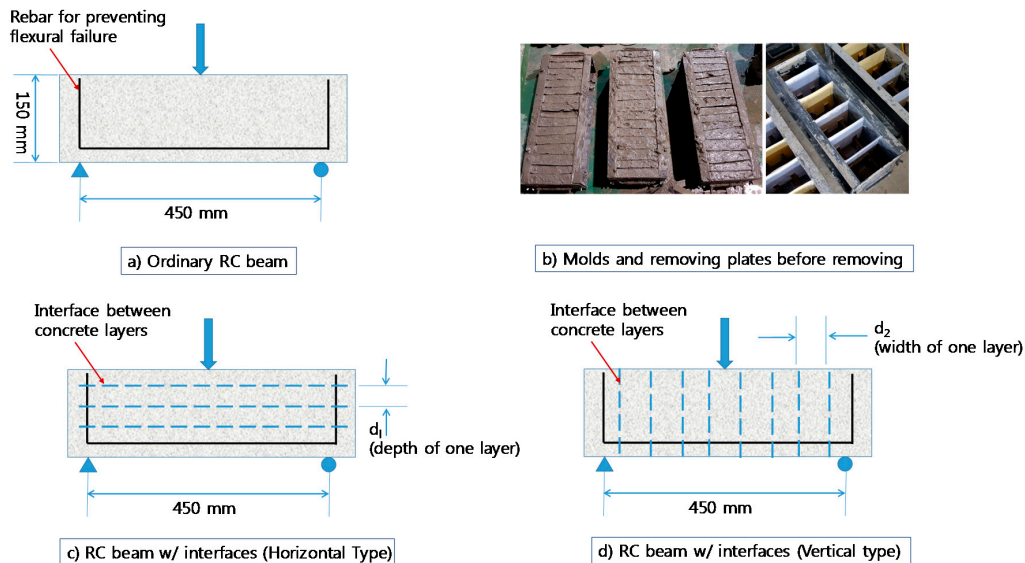 Rebar for preventing
flexural failure
150 mm
450 mm
a) Ordinary RC beam
b) Molds and removing plates before removing
Interface between
concrete layers
d₁
(depth of one layer)
450 mm
c) RC beam w/ interfaces (Horizontal Type)
Interface between
concrete layers
d₂
(width of one layer)
450 mm
d) RC beam w/ interfaces (Vertical type)